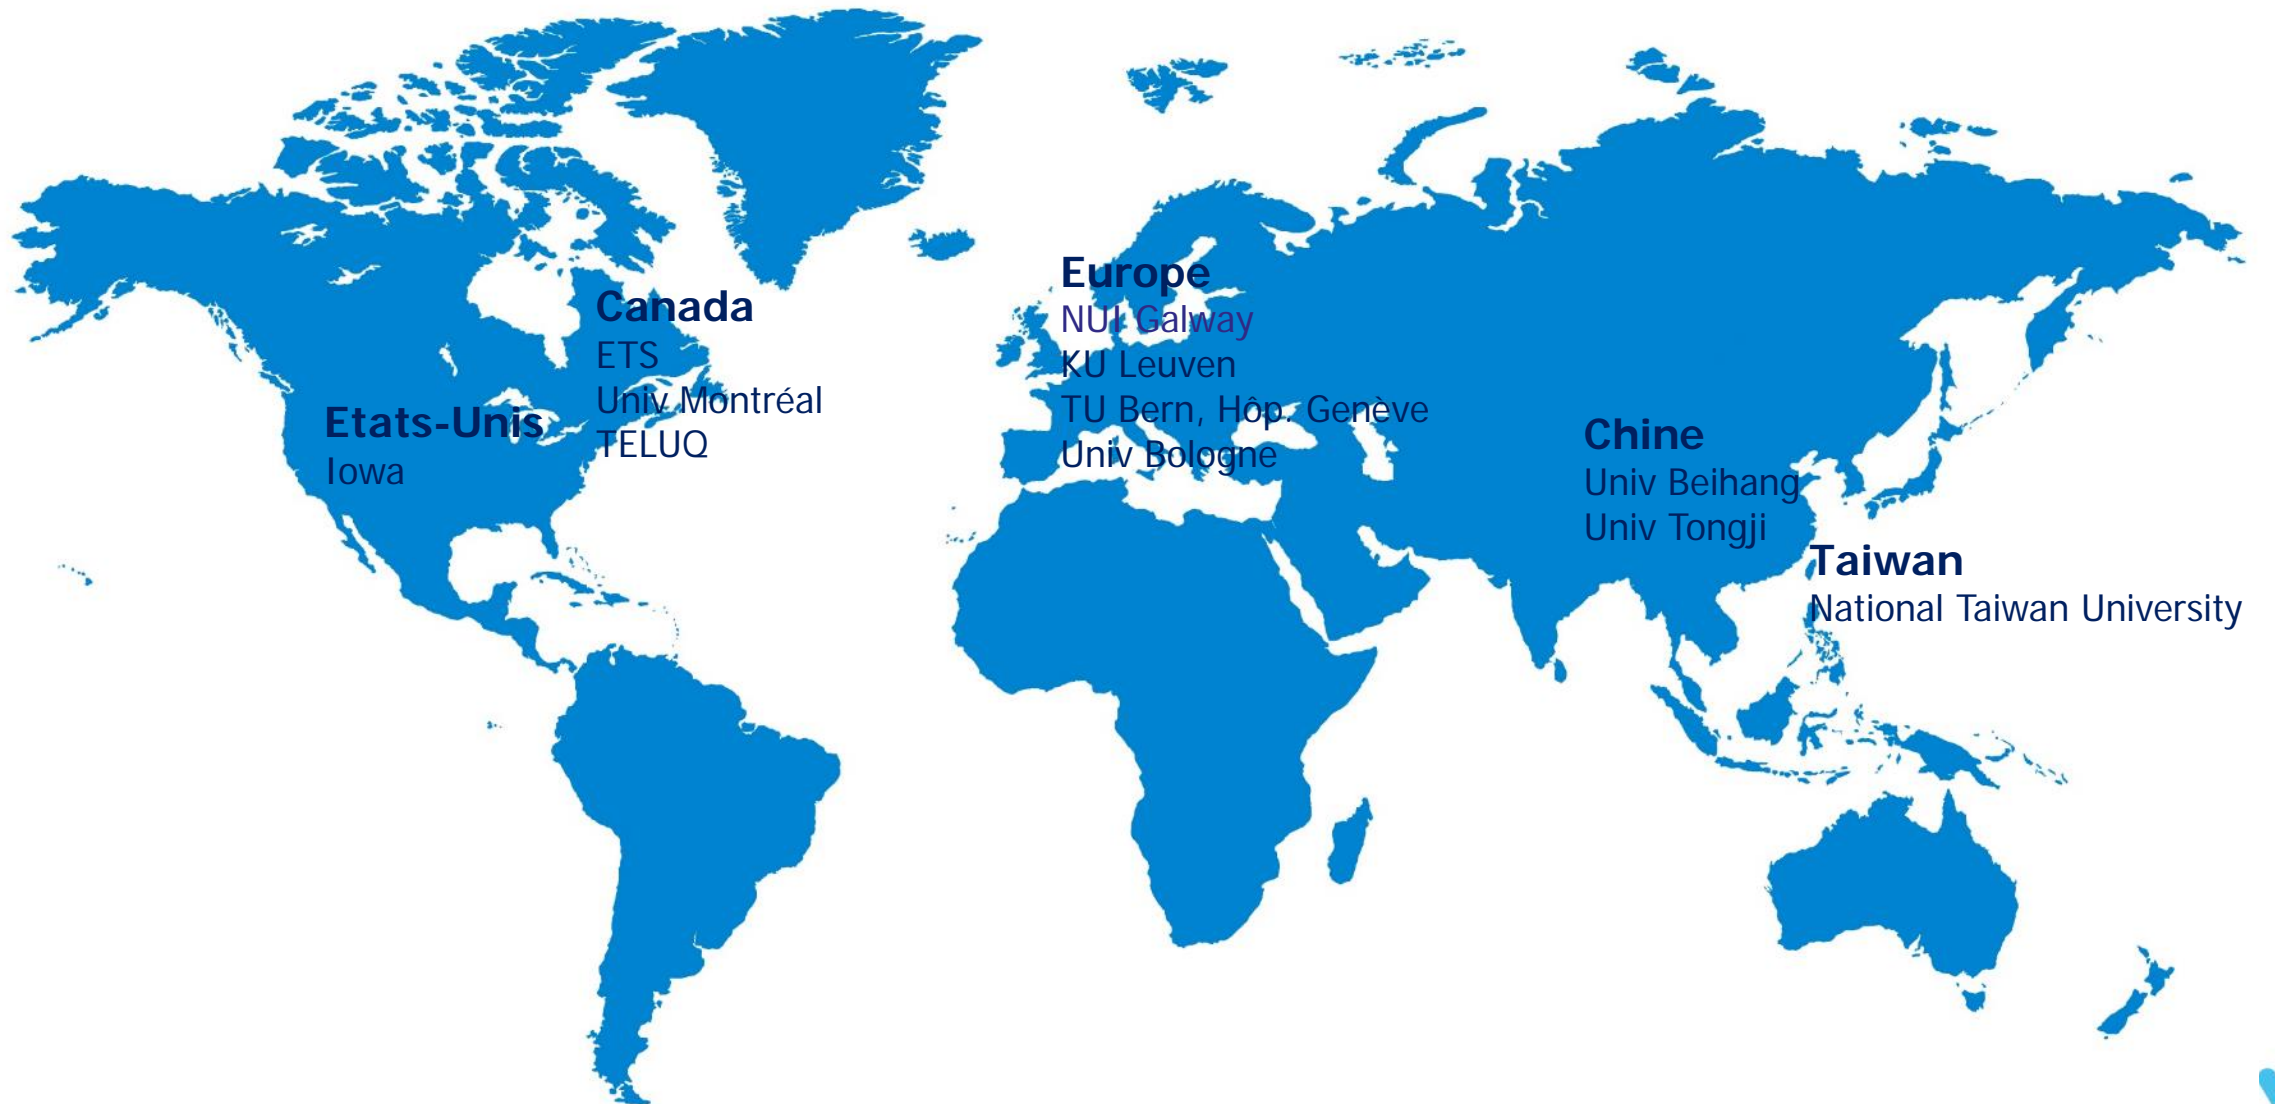 Canada
ETS
Univ Montréal
TELUQ
Etats-Unis
Iowa
Europe
NUI Galway
KU Leuven
TU Bern, Hôp. Genève
Univ Bologne
Chine
Univ Beihang
Univ Tongji
Taiwan
National Taiwan University